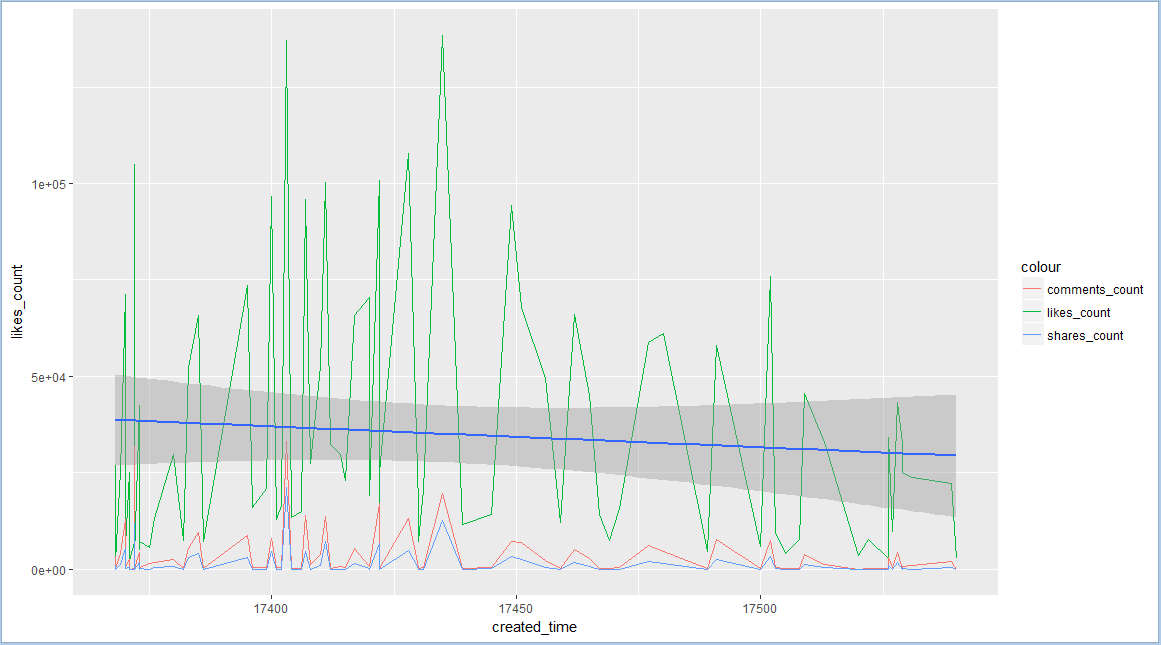 likes_count
1e+05
5e+04
0e+00
17400
17450
17500
created_time
colour
comments_count
likes_count
shares_count